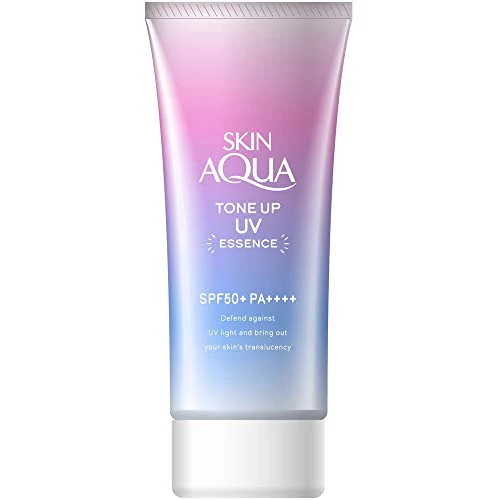 SKIN
AQUA
TONE UP
UV
ESSENCE
SPF50+ PA++++
Defend against
UV light and bring out
your skin's translucency